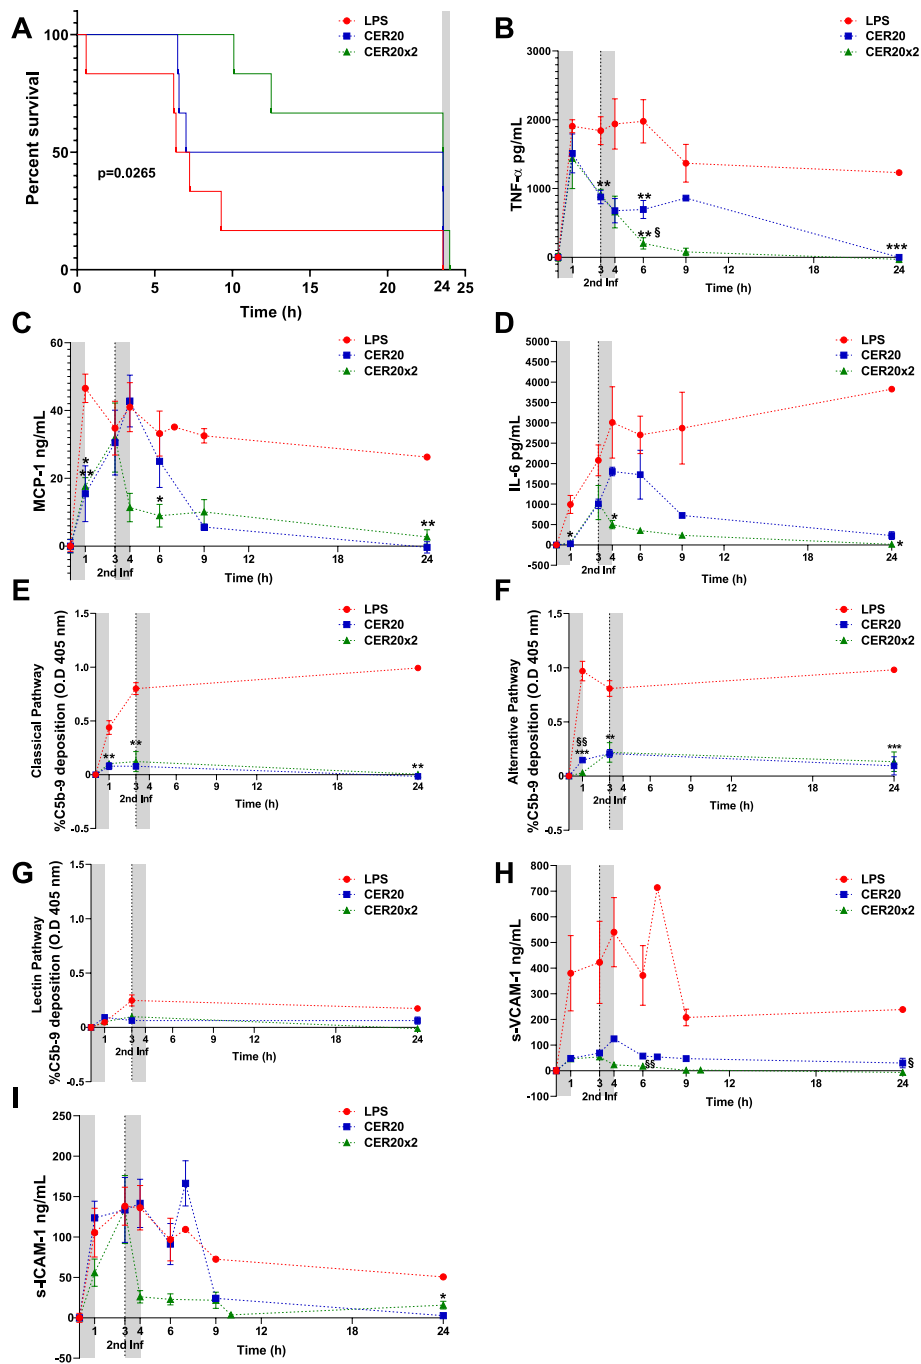 A
LPS
CER20
CER20x2
Percent survival
100
50
0
p=0.0265
0
5
10
15
20
24
25
Time (h)
B
LPS
CER20
CER20x2
TNF-α pg/mL
3000
2000
1000
0
**
**
** §
***
1
3
4
6
9
12
18
24
2nd Inf
Time (h)
C
LPS
CER20
CER20x2
MCP-1 ng/mL
60
40
20
0
*
**
*
**
1
3
4
6
9
12
18
24
2nd Inf
Time (h)
D
LPS
CER20
CER20x2
IL-6 pg/mL
5000
4500
4000
3500
3000
2500
2000
1500
1000
500
0
-500
*
*
*
1
3
4
6
9
12
18
24
2nd Inf
Time (h)
E
LPS
CER20
CER20x2
Classical Pathway
%C5b-9 deposition (O.D 405 nm)
1.5
1.0
0.5
0
-0.5
**
**
**
1
3
4
6
9
12
18
24
2nd Inf
Time (h)
F
LPS
CER20
CER20x2
Alternative Pathway
%C5b-9 deposition (O.D 405 nm)
1.5
1.0
0.5
0
-0.5
§§
***
**
***
1
3
4
6
9
12
18
24
2nd Inf
Time (h)
G
LPS
CER20
CER20x2
Lectin Pathway
%C5b-9 deposition (O.D 405 nm)
1.5
1.0
0.5
0
-0.5
1
3
4
6
9
12
18
24
2nd Inf
Time (h)
H
LPS
CER20
CER20x2
s-VCAM-1 ng/mL
800
700
600
500
400
300
200
100
0
-100
§§
§
1
3
4
6
9
12
18
24
2nd Inf
Time (h)
I
LPS
CER20
CER20x2
s-ICAM-1 ng/mL
250
200
150
100
50
0
-50
*
1
3
4
6
9
12
18
24
2nd Inf
Time (h)